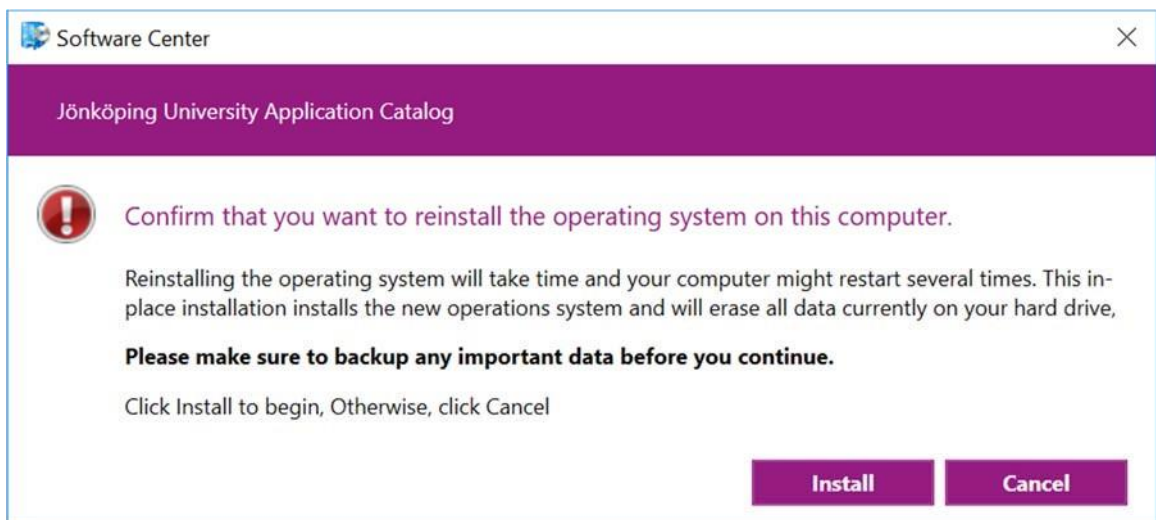 Software Center
Jönköping University Application Catalog
Confirm that you want to reinstall the operating system on this computer.
Reinstalling the operating system will take time and your computer might restart several times. This in-
place installation installs the new operations system and will erase all data currently on your hard drive,
Please make sure to backup any important data before you continue.
Click Install to begin, Otherwise, click Cancel
Install Cancel